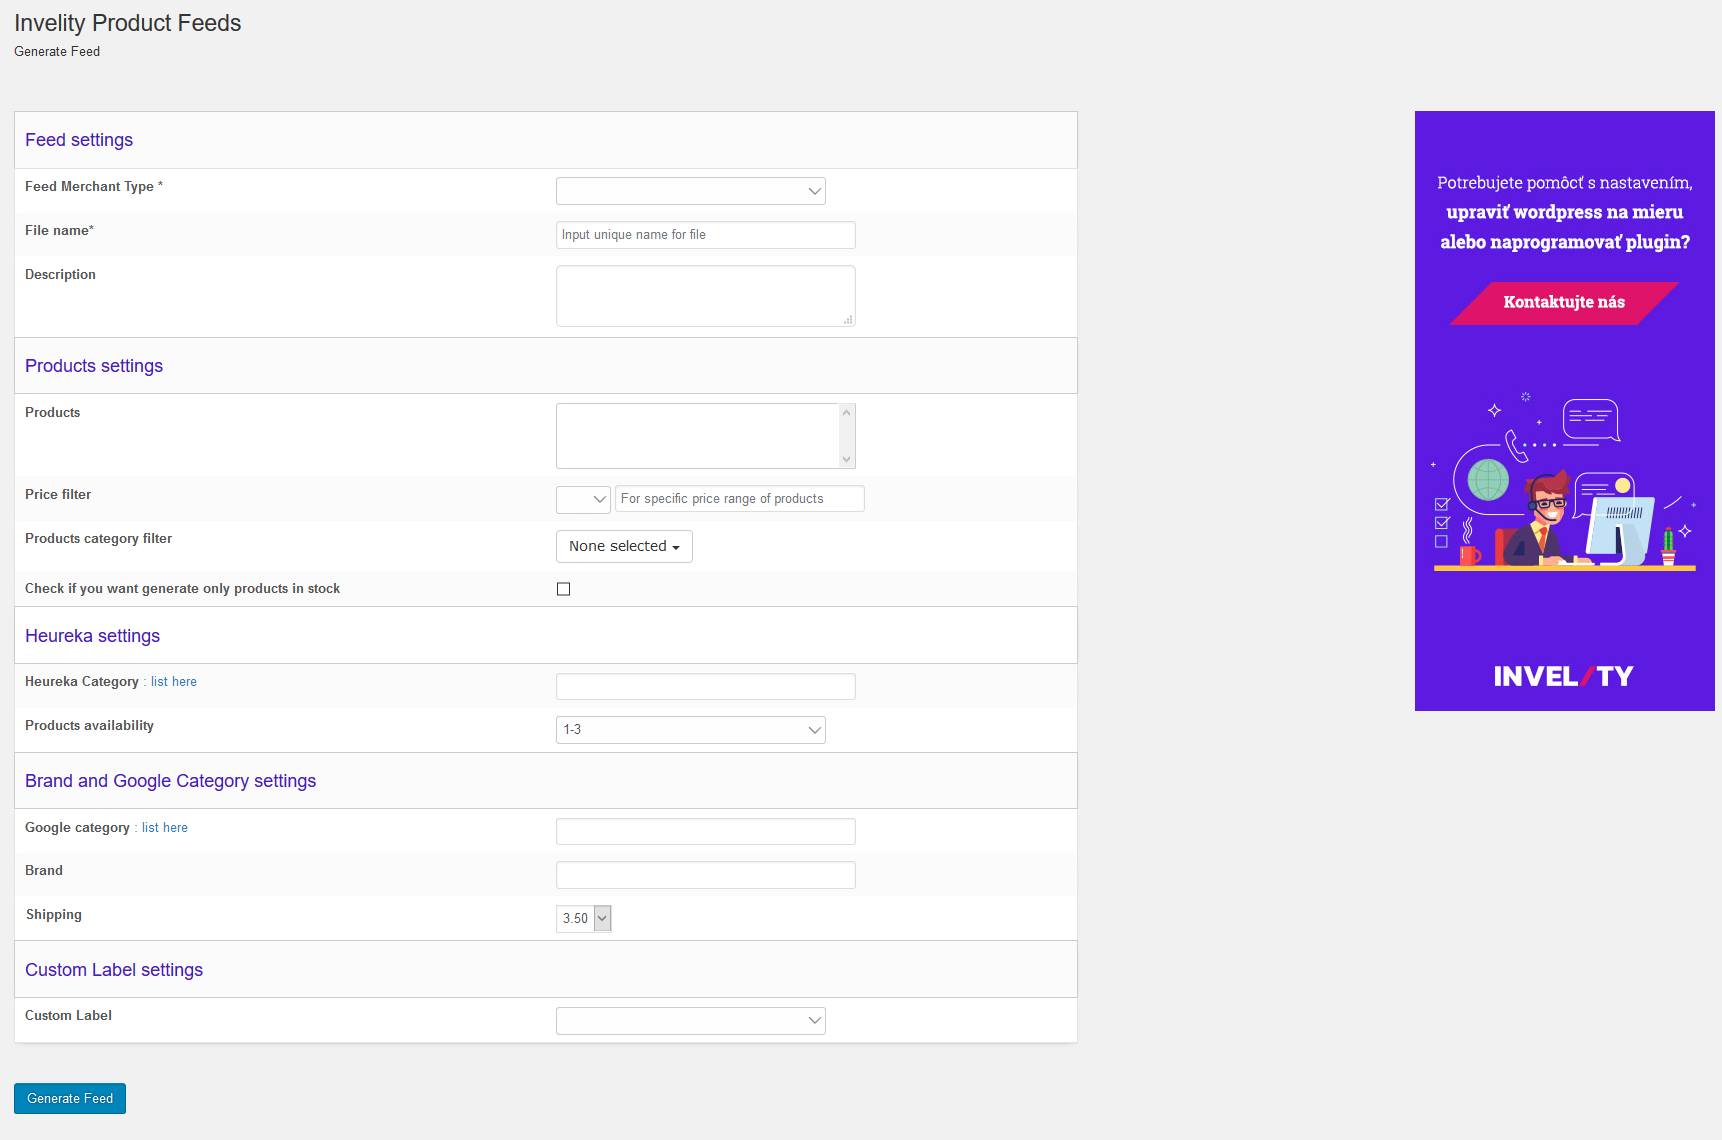 Invelity Product Feeds
Generate Feed
Feed settings
Feed Merchant Type *
File name*
Input unique name for file
Description
Products settings
Products
Price filter
For specific price range of products
Products category filter
None selected
Check if you want generate only products in stock
Heureka settings
Heureka Category : list here
Products availability
1-3
Brand and Google Category settings
Google category : list here
Brand
Shipping
3.50
Custom Label settings
Custom Label
Generate Feed
Potrebujete pomôcť s nastavením,
upraviť wordpress na mieru
alebo naprogramovať plugin?
Kontaktujte nás
INVEL/TY